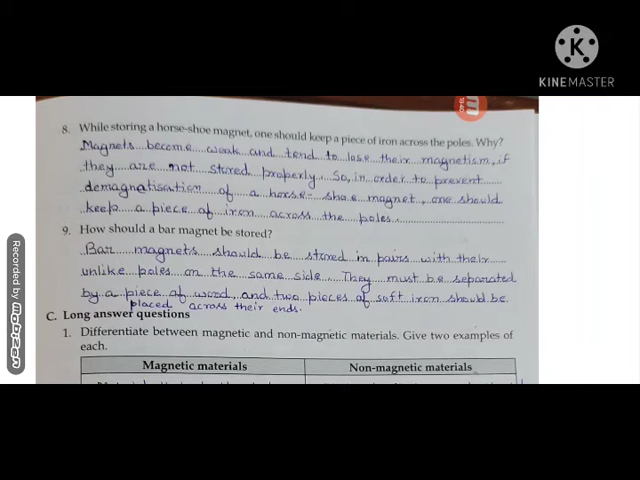 KINEMASTER
8. While storing a horse-shoe magnet, one should keep a piece of iron across the poles. Why?
Magnets become weak and tend to lose their magnetism, if
they are not stored properly. So, in order to prevent
demagnatisation of a horse-shoe magnet, one should
keep a piece of iron across the poles.
9. How should a bar magnet be stored?
Bar magnets should be stored in pairs with their
unlike poles on the same side. They must be separated
by a piece of wood, and two pieces of soft iron should be
placed across their ends.
C. Long answer questions
1. Differentiate between magnetic and non-magnetic materials. Give two examples of
each.
Magnetic materials Non-magnetic materials
Recorded by
Mobizen